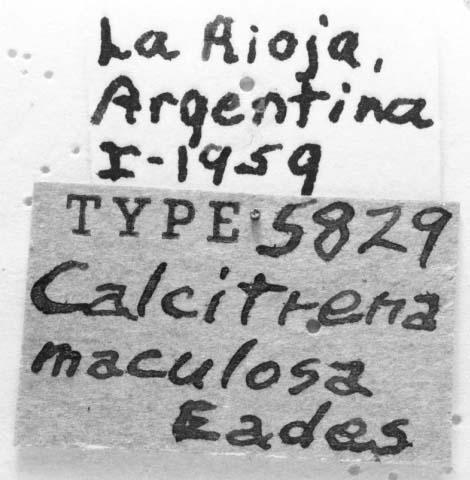 La Rioja,
Argentina
I-1959
TYPE 5829
Calcitrena
maculosa
Eades